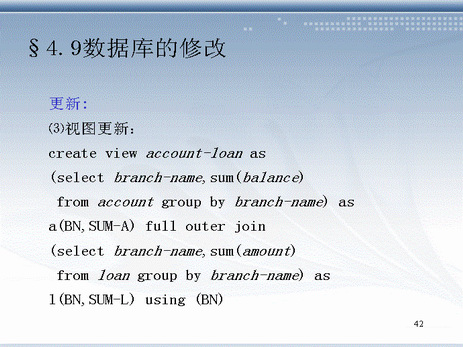 §4.9数据库的修改
更新:
⑶视图更新:
create view account-loan as
(select branch-name,sum(balance)
from account group by branch-name) as
a(BN,SUM-A) full outer join
(select branch-name,sum(amount)
from loan group by branch-name) as
l(BN,SUM-L) using (BN)
42